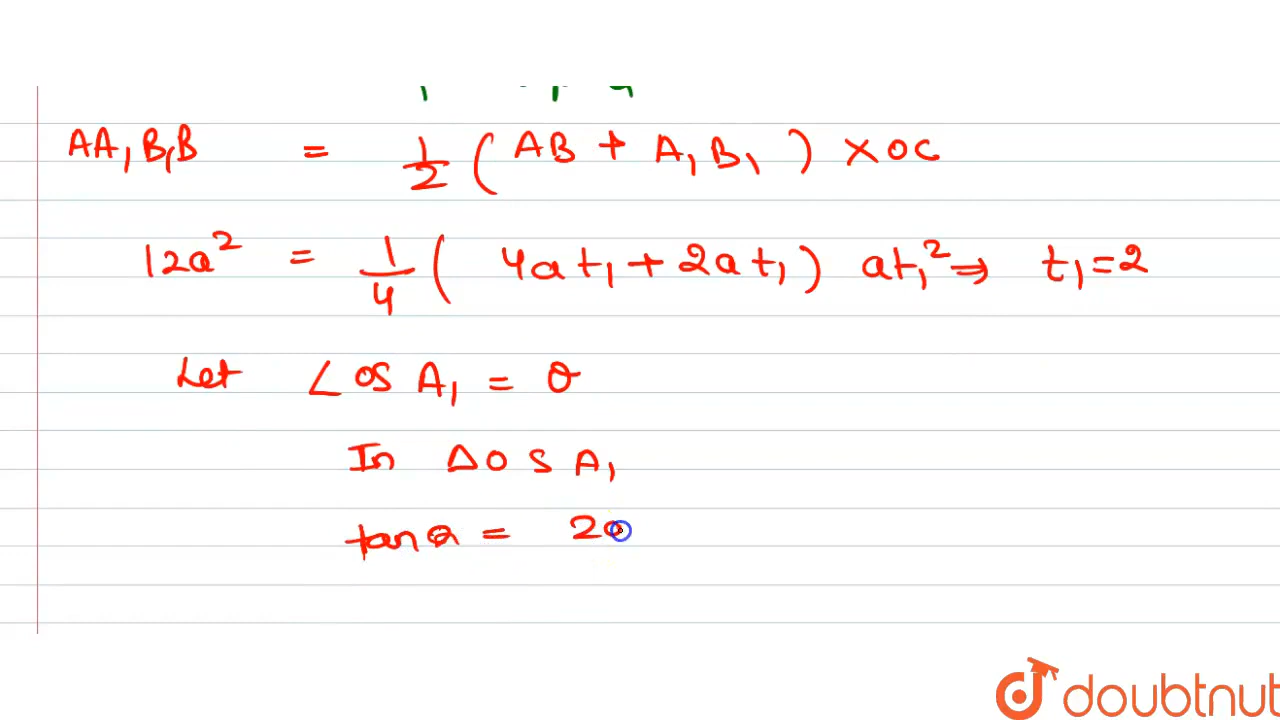 AA₁B₁B = 1/2 (AB + A₁B₁) × OC
12a² = 1/4 (4at₁ + 2at₁) at₁² ⇒ t₁ = 2
Let ∠OSA₁ = θ
In ΔOSA₁
tanθ = 2a
doubtnut